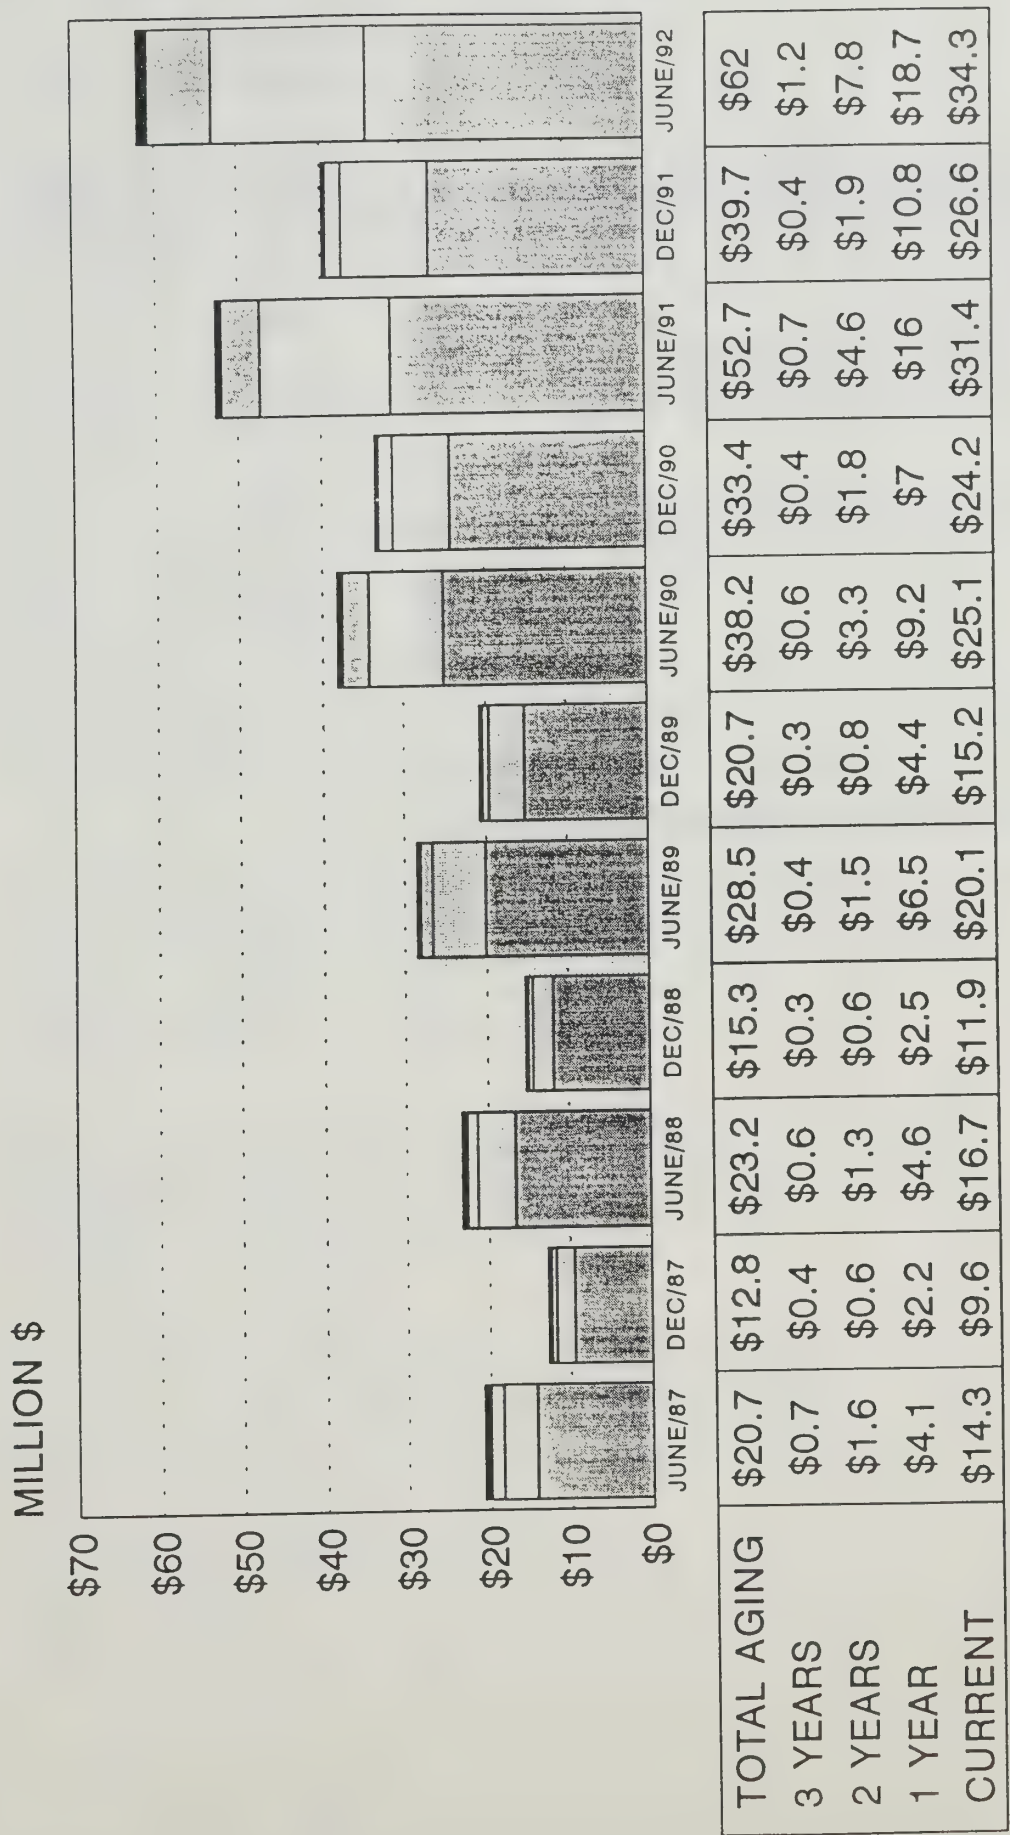 MILLION $
$70
$60
$50
$40
$30
$20
$10
$0
JUNE/87 DEC/87 JUNE/88 DEC/88 JUNE/89 DEC/89 JUNE/90 DEC/90 JUNE/91 DEC/91 JUNE/92
TOTAL AGING $20.7 $12.8 $23.2 $15.3 $28.5 $20.7 $38.2 $33.4 $52.7 $39.7 $62
3 YEARS $0.7 $0.4 $0.6 $0.3 $0.4 $0.3 $0.6 $0.4 $0.7 $0.4 $1.2
2 YEARS $1.6 $0.6 $1.3 $0.6 $1.5 $0.8 $3.3 $1.8 $4.6 $1.9 $7.8
1 YEAR $4.1 $2.2 $4.6 $2.5 $6.5 $4.4 $9.2 $7 $16 $10.8 $18.7
CURRENT $14.3 $9.6 $16.7 $11.9 $20.1 $15.2 $25.1 $24.2 $31.4 $26.6 $34.3